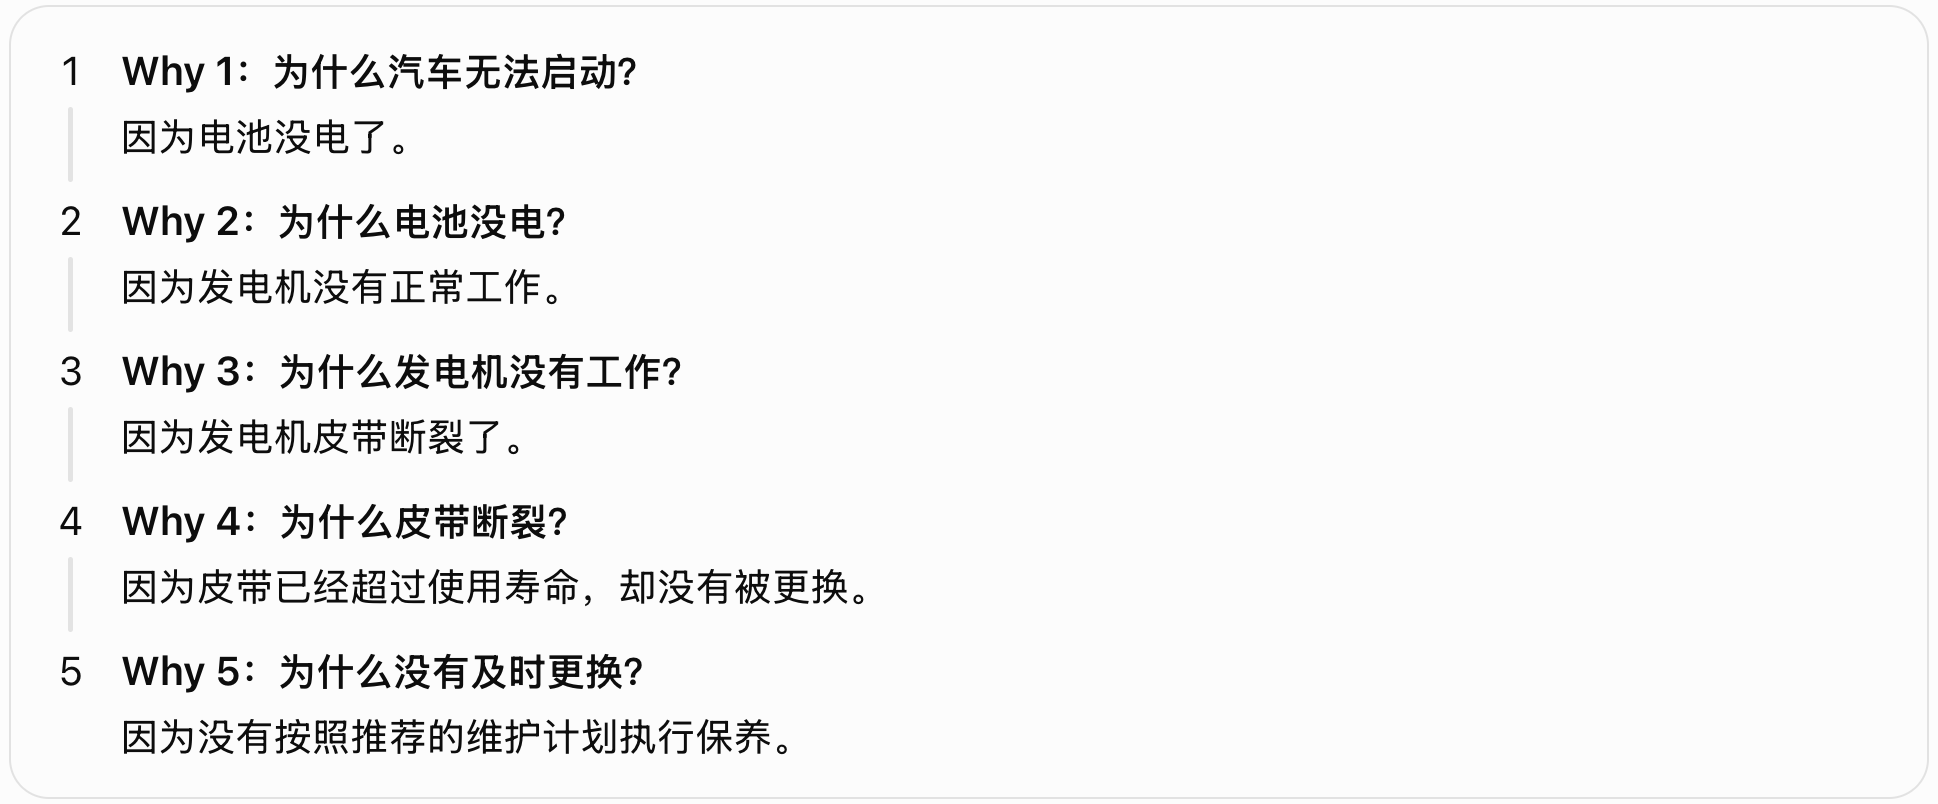 1 Why 1：为什么汽车无法启动？
因为电池没电了。
2 Why 2：为什么电池没电？
因为发电机没有正常工作。
3 Why 3：为什么发电机没有工作？
因为发电机皮带断裂了。
4 Why 4：为什么皮带断裂？
因为皮带已经超过使用寿命，却没有被更换。
5 Why 5：为什么没有及时更换？
因为没有按照推荐的维护计划执行保养。